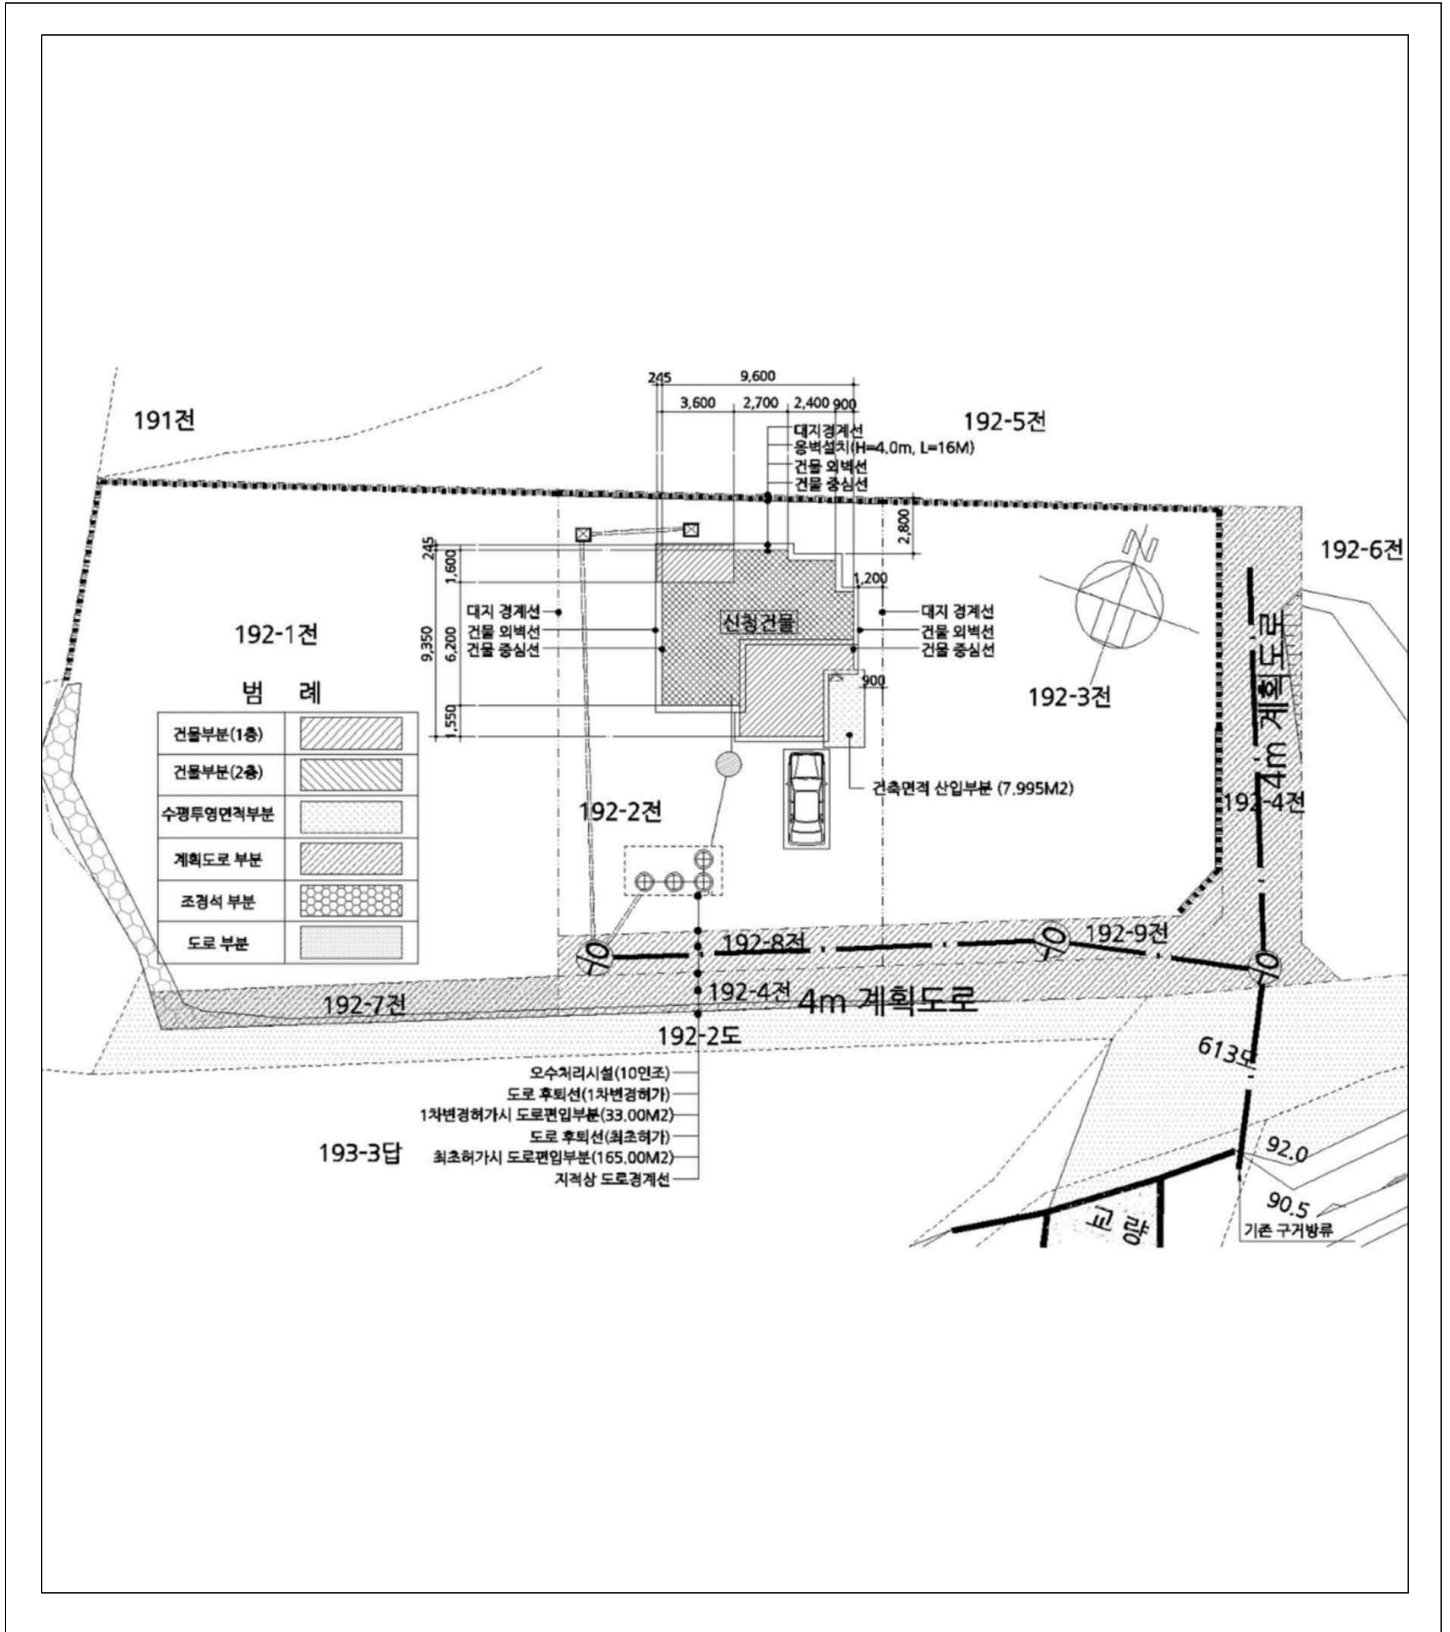 245
9,600
3,600
2,700
2,400
900
191전
192-5전
대지경계선
옹벽설치(H=4.0m, L=16M)
건물 외벽선
건물 중심선
2,800
192-6전
245
1,600
9,350
6,200
1,550
1,200
대지 경계선
건물 외벽선
건물 중심선
신청건물
대지 경계선
건물 외벽선
건물 중심선
N
192-1전
900
192-3전
4m 계획도로
범 례
건물부분(1층)
건물부분(2층)
수평투영면적부분
계획도로 부분
조경석 부분
도로 부분
건축면적 산입부분 (7.995M2)
192-2전
192-4전
192-8전
192-9전
192-7전
192-4전
4m 계획도로
192-2도
613도
오수처리시설(10인조)
도로 후퇴선(1차변경허가)
1차변경허가시 도로편입부분(33.00M2)
도로 후퇴선(최초허가)
최초허가시 도로편입부분(165.00M2)
지적상 도로경계선
193-3답
92.0
90.5
교량
기존 구거방류